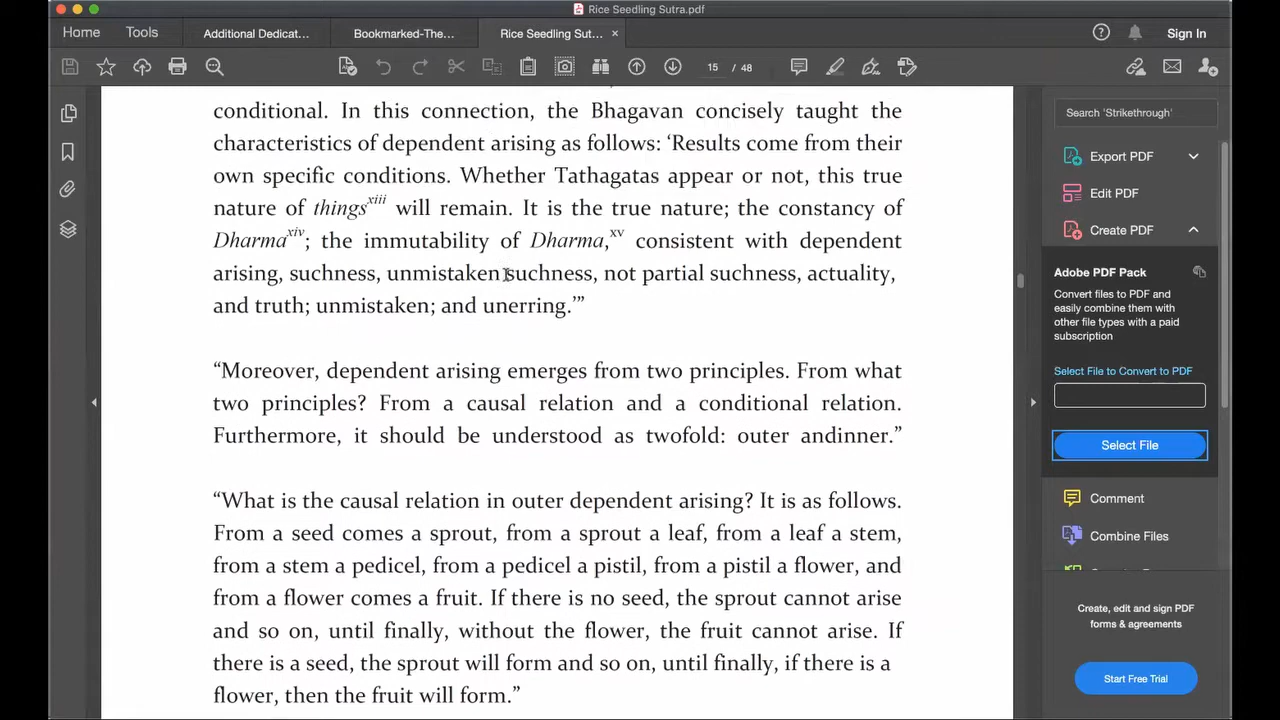 Rice Seedling Sutra.pdf
Home
Tools
Additional Dedicat...
Bookmarked-The...
Rice Seedling Sut...
×
Sign In
15 / 48
conditional. In this connection, the Bhagavan concisely taught the
characteristics of dependent arising as follows: ‘Results come from their
own specific conditions. Whether Tathagatas appear or not, this true
nature of things^xiii will remain. It is the true nature; the constancy of
Dharma^xiv; the immutability of Dharma,^xv consistent with dependent
arising, suchness, unmistaken suchness, not partial suchness, actuality,
and truth; unmistaken; and unerring.’”
“Moreover, dependent arising emerges from two principles. From what
two principles? From a causal relation and a conditional relation.
Furthermore, it should be understood as twofold: outer andinner.”
“What is the causal relation in outer dependent arising? It is as follows.
From a seed comes a sprout, from a sprout a leaf, from a leaf a stem,
from a stem a pedicel, from a pedicel a pistil, from a pistil a flower, and
from a flower comes a fruit. If there is no seed, the sprout cannot arise
and so on, until finally, without the flower, the fruit cannot arise. If
there is a seed, the sprout will form and so on, until finally, if there is a
flower, then the fruit will form.”
Search 'Strikethrough'
Export PDF
Edit PDF
Create PDF
Adobe PDF Pack
Convert files to PDF and
easily combine them with
other file types with a paid
subscription
Select File to Convert to PDF
Select File
Comment
Combine Files
Create, edit and sign PDF
forms & agreements
Start Free Trial